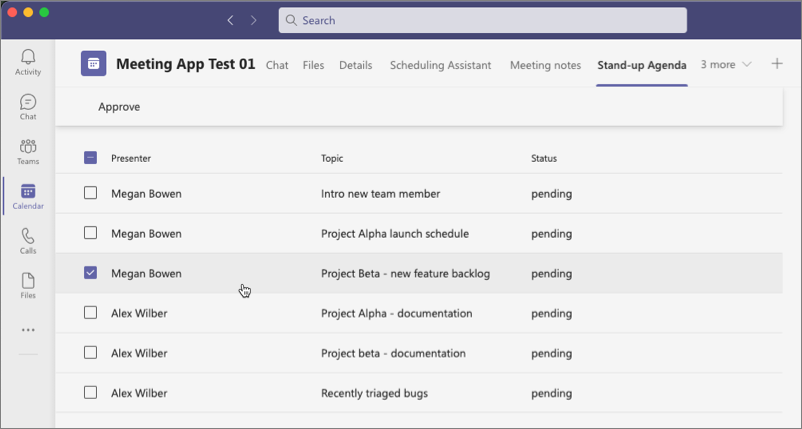 Search
Meeting App Test 01 Chat Files Details Scheduling Assistant Meeting notes Stand-up Agenda 3 more
Activity
Chat
Teams
Calendar
Calls
Files
Approve
Presenter Topic Status
Megan Bowen Intro new team member pending
Megan Bowen Project Alpha launch schedule pending
Megan Bowen Project Beta - new feature backlog pending
Alex Wilber Project Alpha - documentation pending
Alex Wilber Project beta - documentation pending
Alex Wilber Recently triaged bugs pending